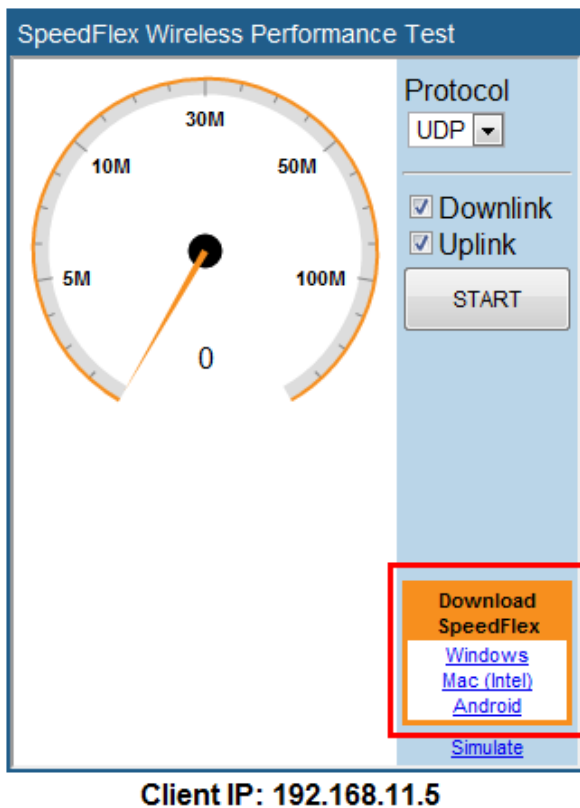 SpeedFlex Wireless Performance Test
30M
10M
50M
5M
100M
0
Protocol
UDP
Downlink
Uplink
START
Download
SpeedFlex
Windows
Mac (Intel)
Android
Simulate
Client IP: 192.168.11.5